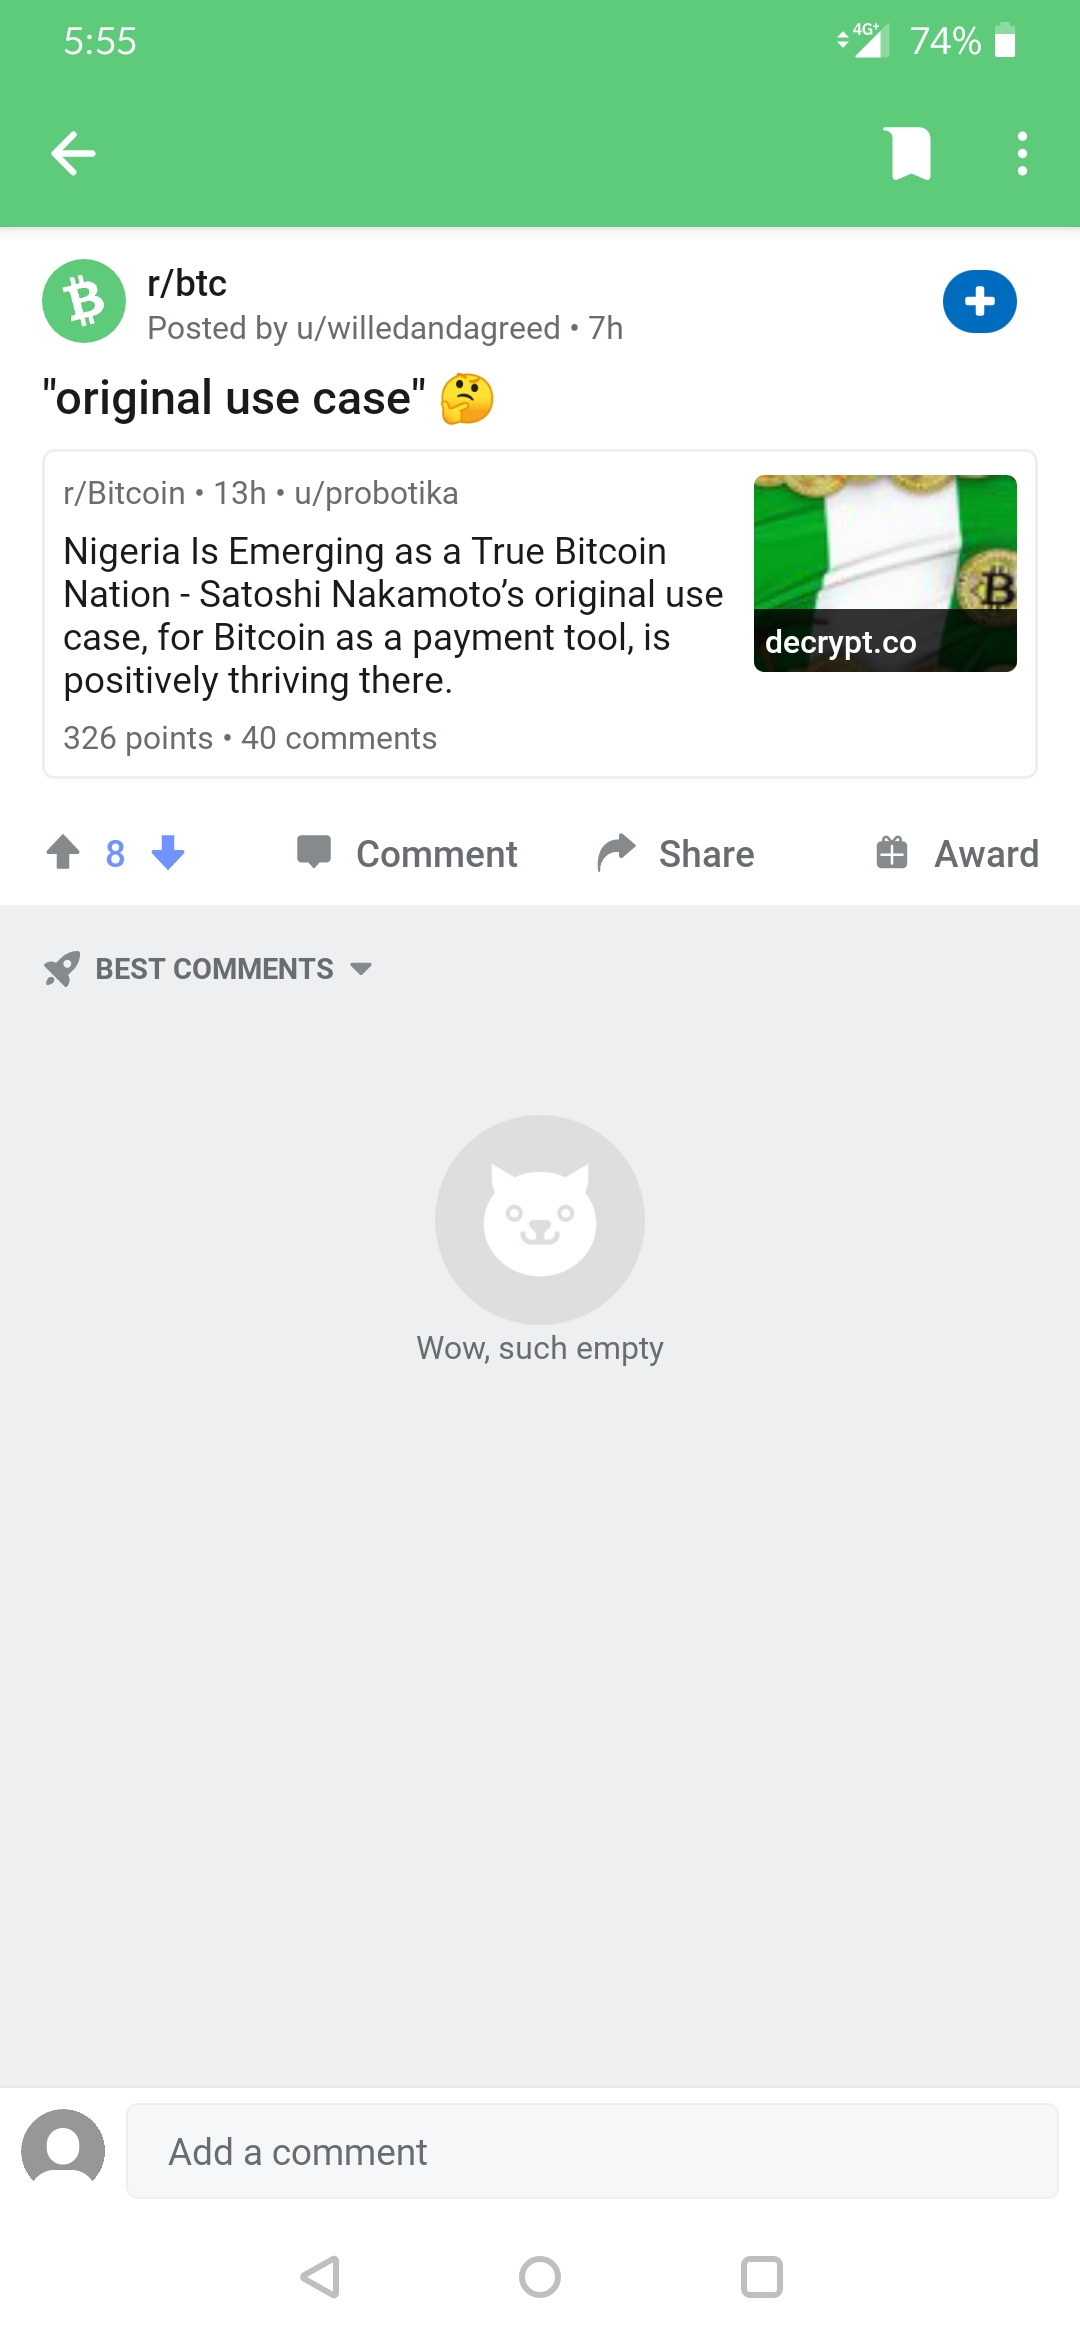 5:55
4G+ 74%
r/btc
Posted by u/willedandagreed • 7h
"original use case" 🤔
r/Bitcoin • 13h • u/probotika
Nigeria Is Emerging as a True Bitcoin
Nation - Satoshi Nakamoto’s original use
case, for Bitcoin as a payment tool, is
positively thriving there.
decrypt.co
326 points • 40 comments
8
Comment
Share
Award
BEST COMMENTS
Wow, such empty
Add a comment